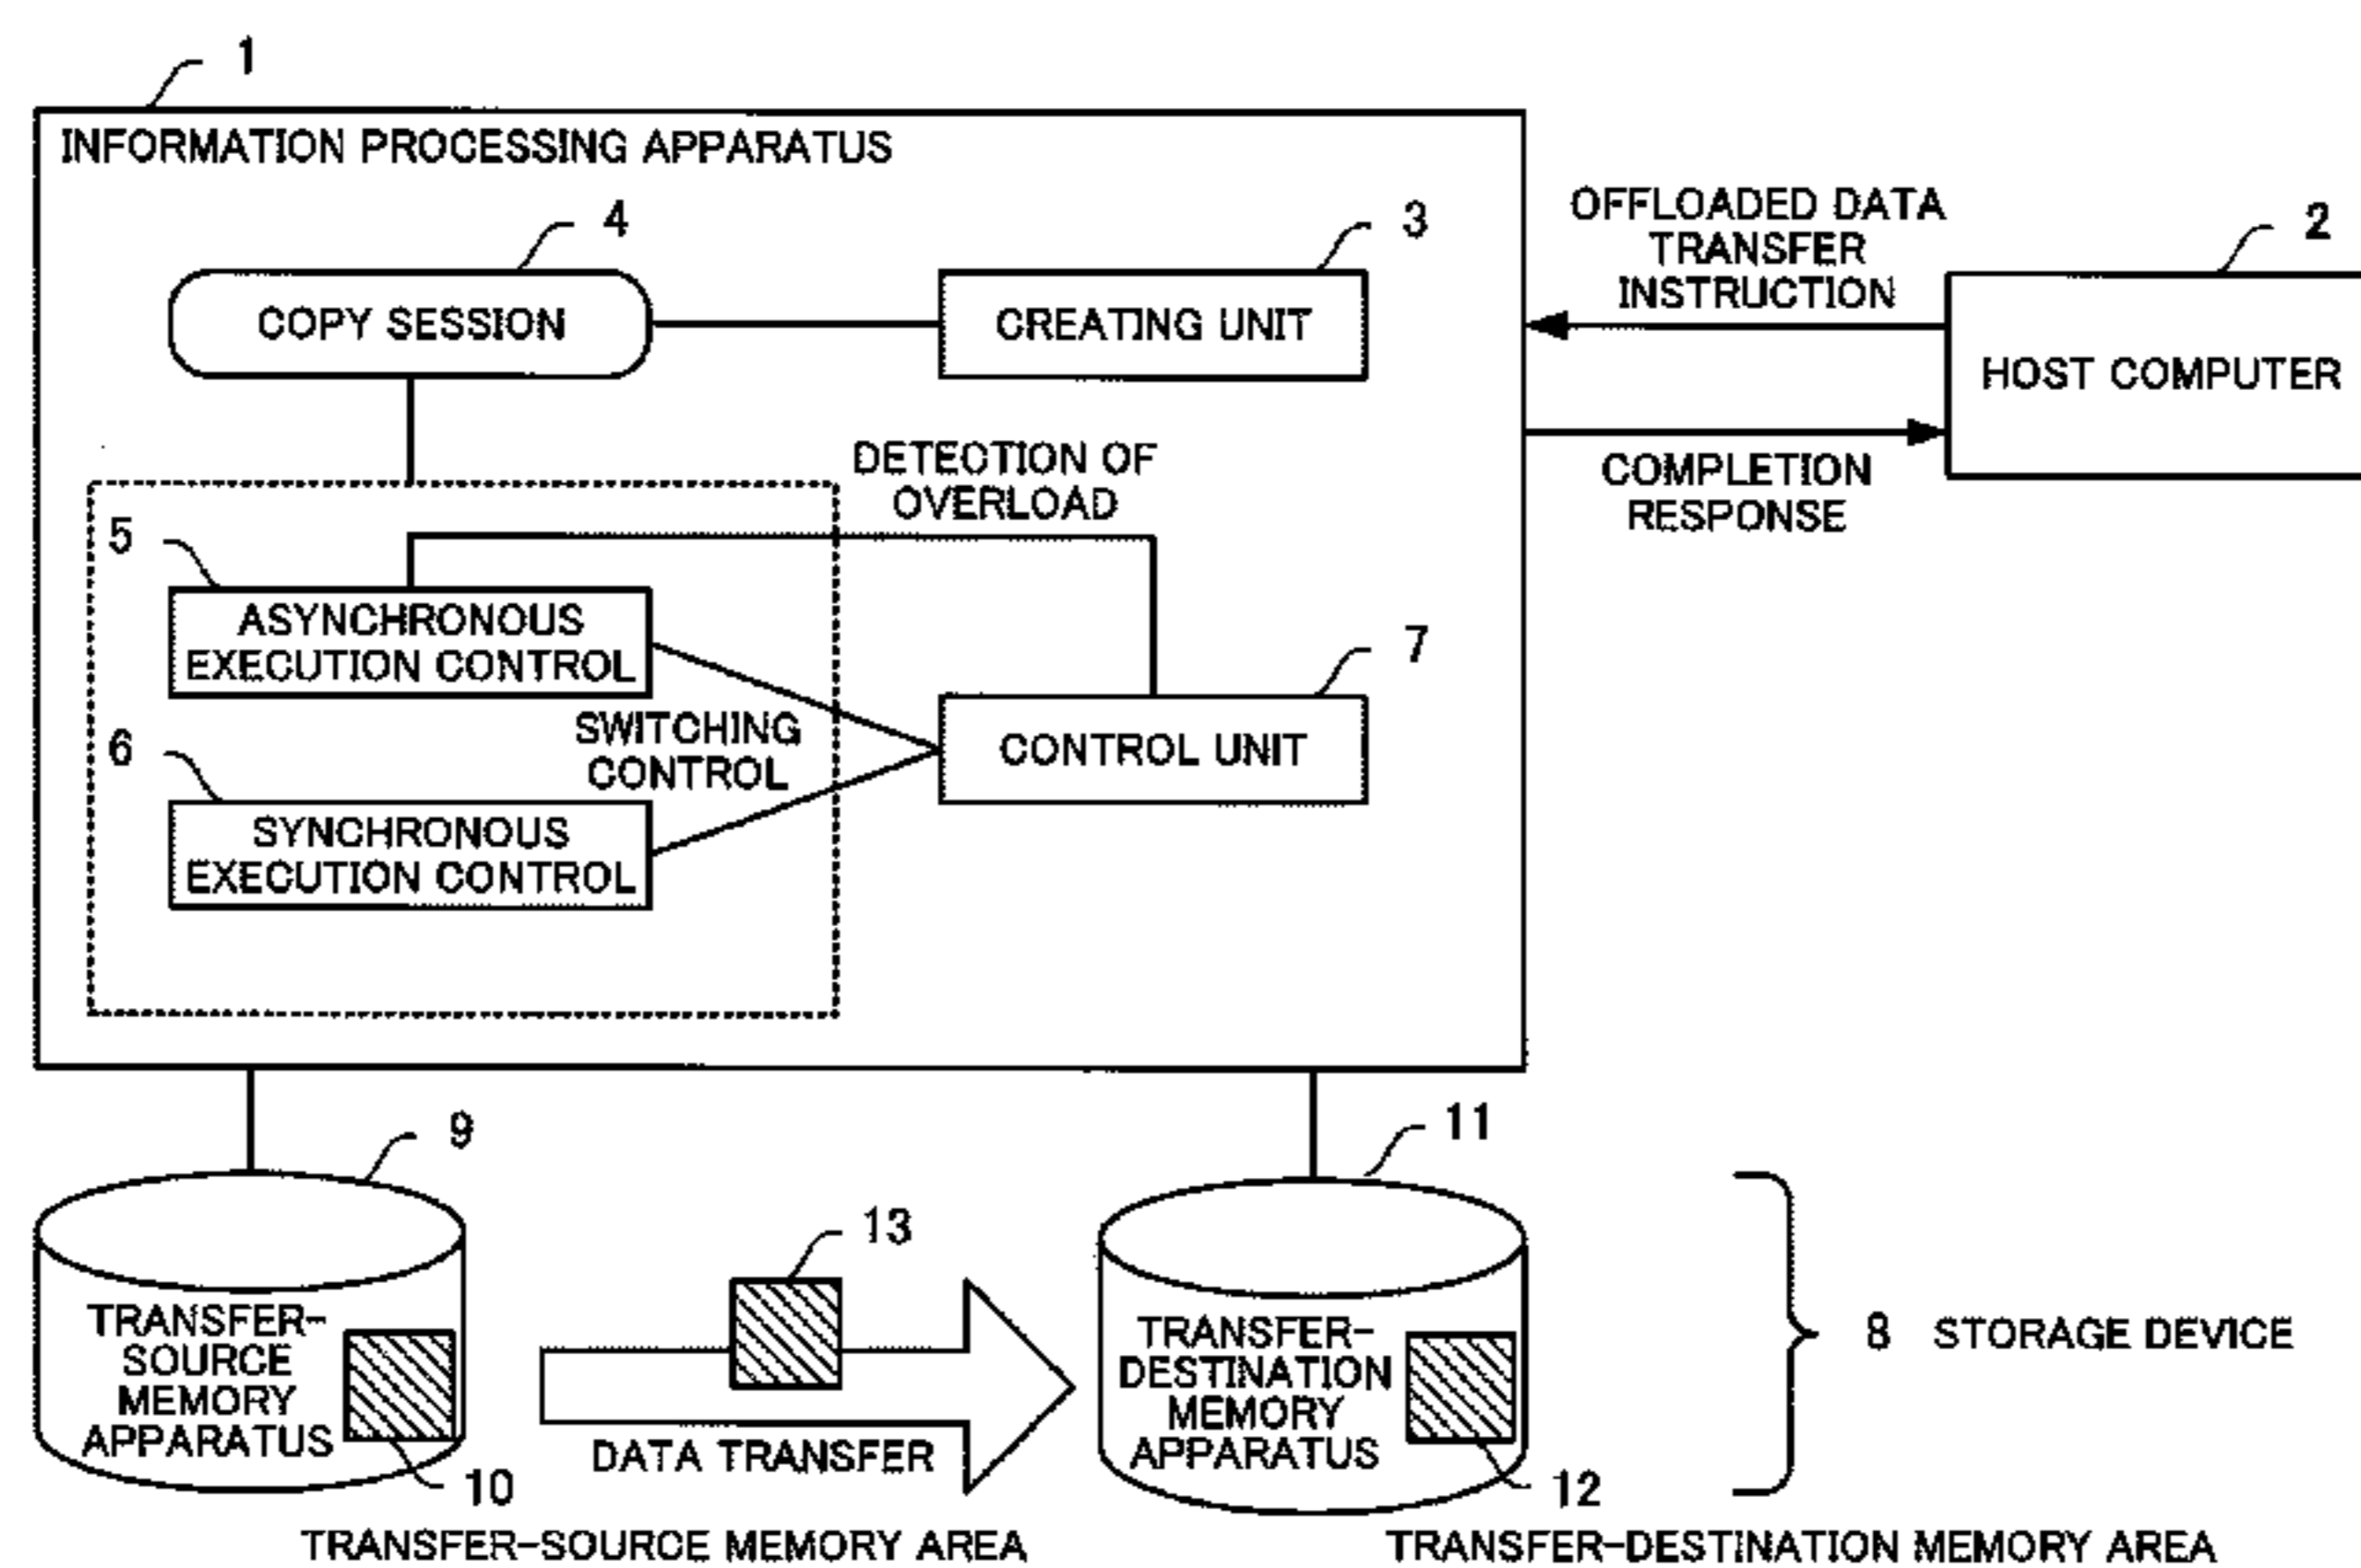 1
INFORMATION PROCESSING APPARATUS
4
3
COPY SESSION
CREATING UNIT
OFFLOADED DATA
TRANSFER
INSTRUCTION
2
HOST COMPUTER
COMPLETION
RESPONSE
DETECTION OF
OVERLOAD
5
ASYNCHRONOUS
EXECUTION CONTROL
7
SWITCHING
CONTROL
CONTROL UNIT
6
SYNCHRONOUS
EXECUTION CONTROL
9
11
13
TRANSFER-
SOURCE
MEMORY
APPARATUS
10
DATA TRANSFER
TRANSFER-
DESTINATION
MEMORY
APPARATUS
12
8 STORAGE DEVICE
TRANSFER-SOURCE MEMORY AREA
TRANSFER-DESTINATION MEMORY AREA